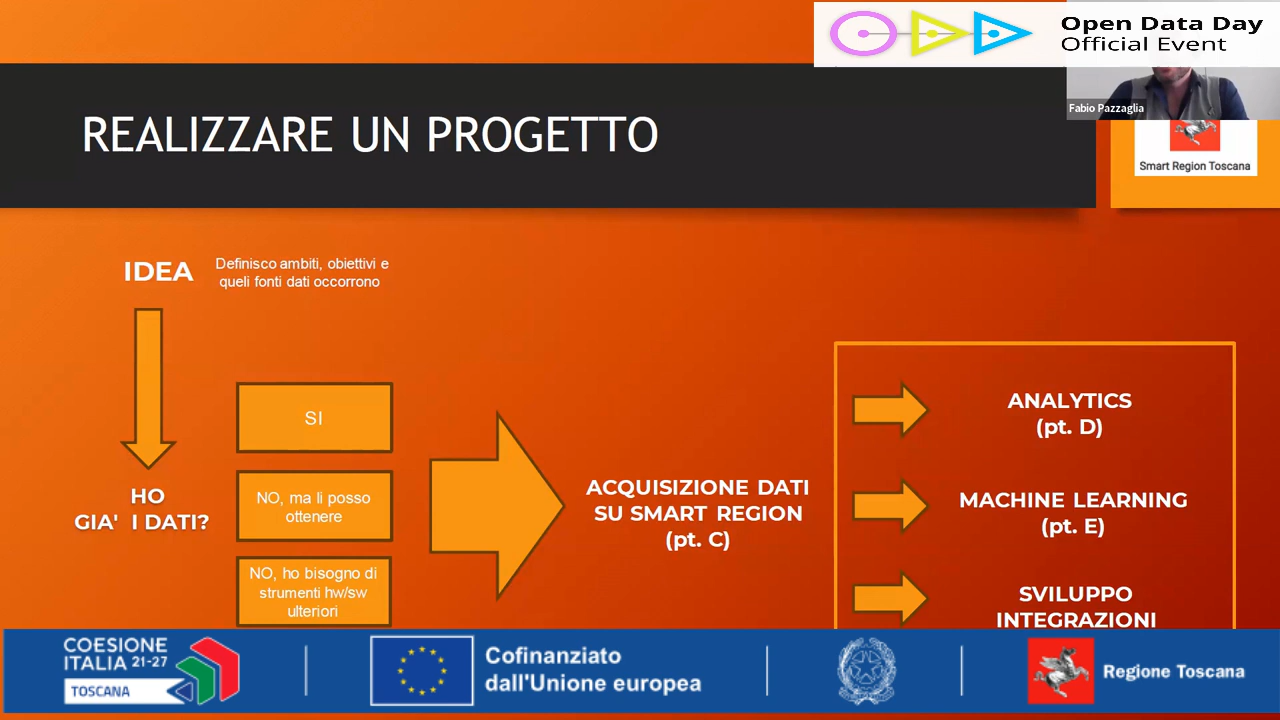 Open Data Day
Official Event
Fabio Pazzaglia
Smart Region Toscana
REALIZZARE UN PROGETTO
IDEA
Definisco ambiti, obiettivi e
queli fonti dati occorrono
HO
GIA' I DATI?
SI
NO, ma li posso
ottenere
NO, ho bisogno di
strumenti hw/sw
ulteriori
ACQUISIZIONE DATI
SU SMART REGION
(pt. C)
ANALYTICS
(pt. D)
MACHINE LEARNING
(pt. E)
SVILUPPO
INTEGRAZIONI
COESIONE
ITALIA 21-27
TOSCANA
Cofinanziato
dall'Unione europea
Regione Toscana